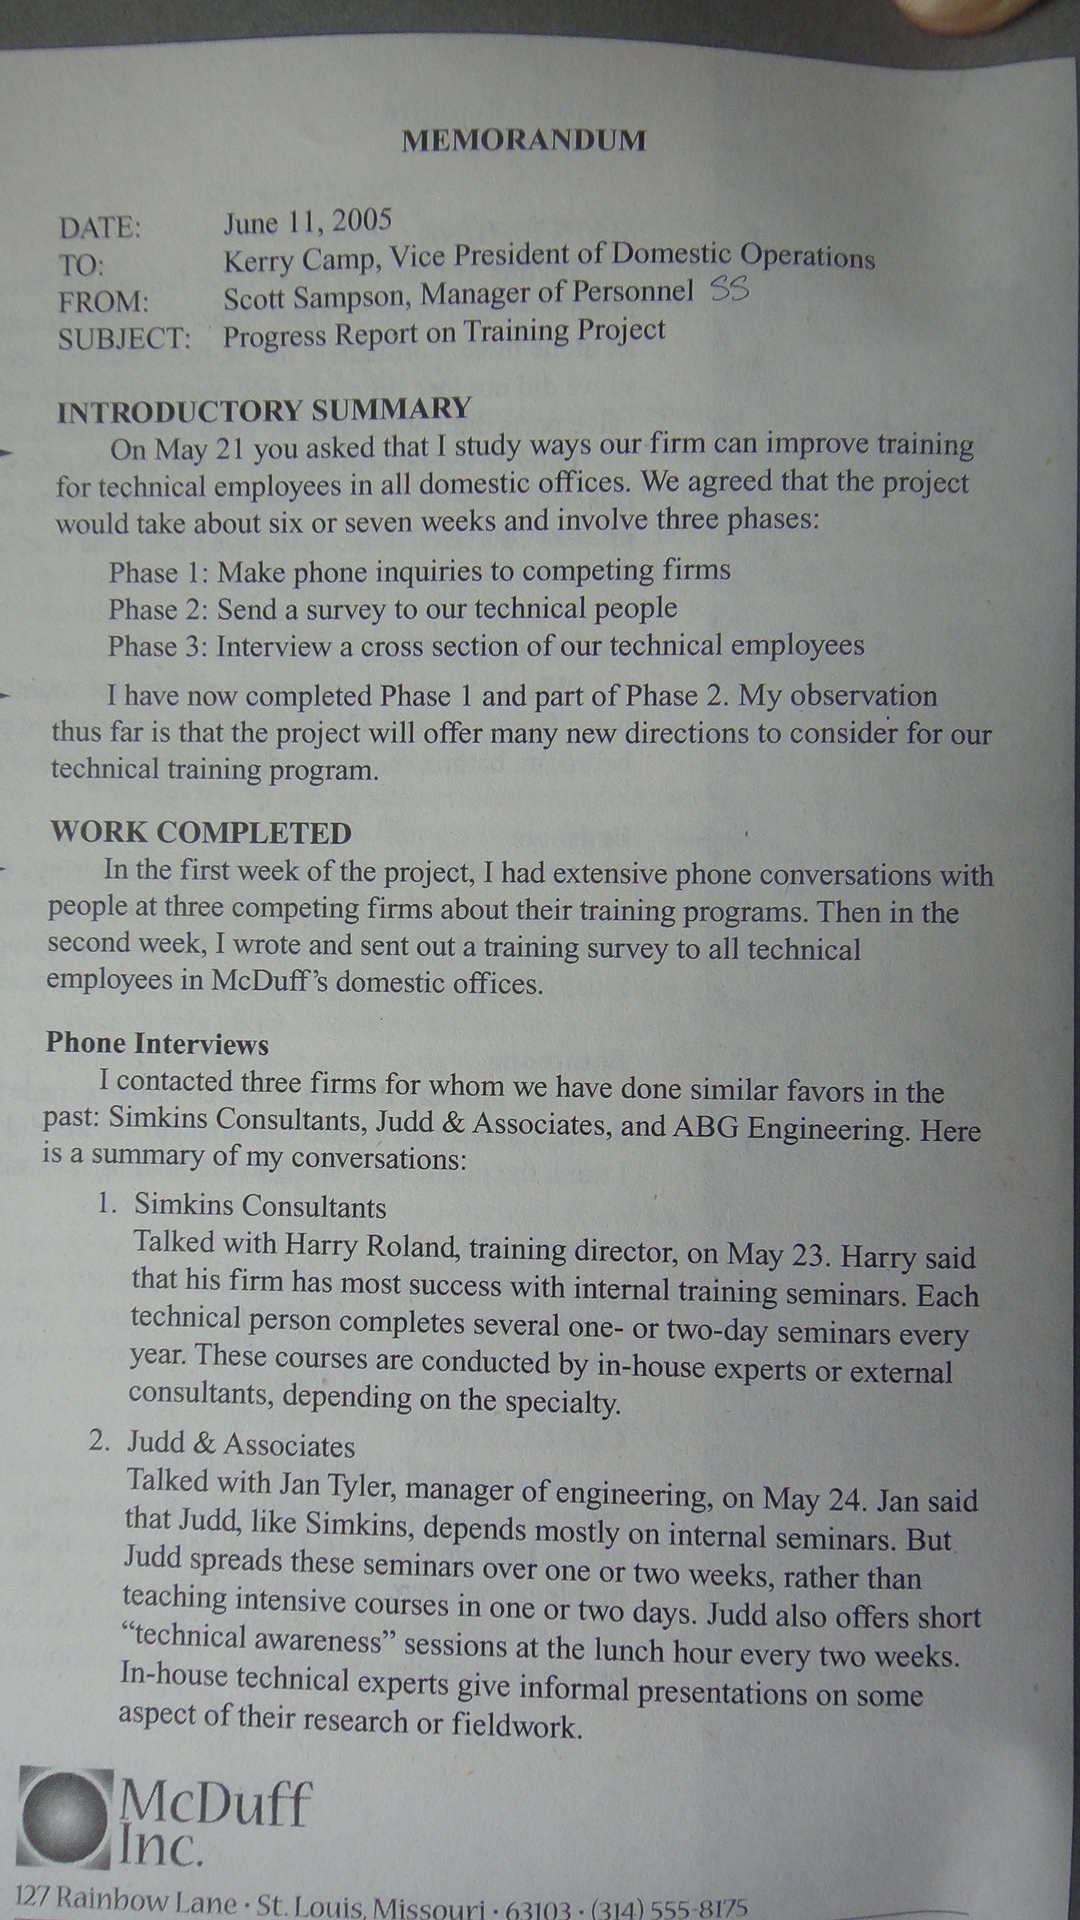 MEMORANDUM
DATE: June 11, 2005
TO: Kerry Camp, Vice President of Domestic Operations
FROM: Scott Sampson, Manager of Personnel SS
SUBJECT: Progress Report on Training Project
INTRODUCTORY SUMMARY
On May 21 you asked that I study ways our firm can improve training
for technical employees in all domestic offices. We agreed that the project
would take about six or seven weeks and involve three phases:
Phase 1: Make phone inquiries to competing firms
Phase 2: Send a survey to our technical people
Phase 3: Interview a cross section of our technical employees
I have now completed Phase 1 and part of Phase 2. My observation
thus far is that the project will offer many new directions to consider for our
technical training program.
WORK COMPLETED
In the first week of the project, I had extensive phone conversations with
people at three competing firms about their training programs. Then in the
second week, I wrote and sent out a training survey to all technical
employees in McDuff’s domestic offices.
Phone Interviews
I contacted three firms for whom we have done similar favors in the
past: Simkins Consultants, Judd & Associates, and ABG Engineering. Here
is a summary of my conversations:
1. Simkins Consultants
Talked with Harry Roland, training director, on May 23. Harry said
that his firm has most success with internal training seminars. Each
technical person completes several one- or two-day seminars every
year. These courses are conducted by in-house experts or external
consultants, depending on the specialty.
2. Judd & Associates
Talked with Jan Tyler, manager of engineering, on May 24. Jan said
that Judd, like Simkins, depends mostly on internal seminars. But
Judd spreads these seminars over one or two weeks, rather than
teaching intensive courses in one or two days. Judd also offers short
“technical awareness” sessions at the lunch hour every two weeks.
In-house technical experts give informal presentations on some
aspect of their research or fieldwork.
McDuff
Inc.
127 Rainbow Lane · St. Louis, Missouri · 63103 · (314) 555-8175